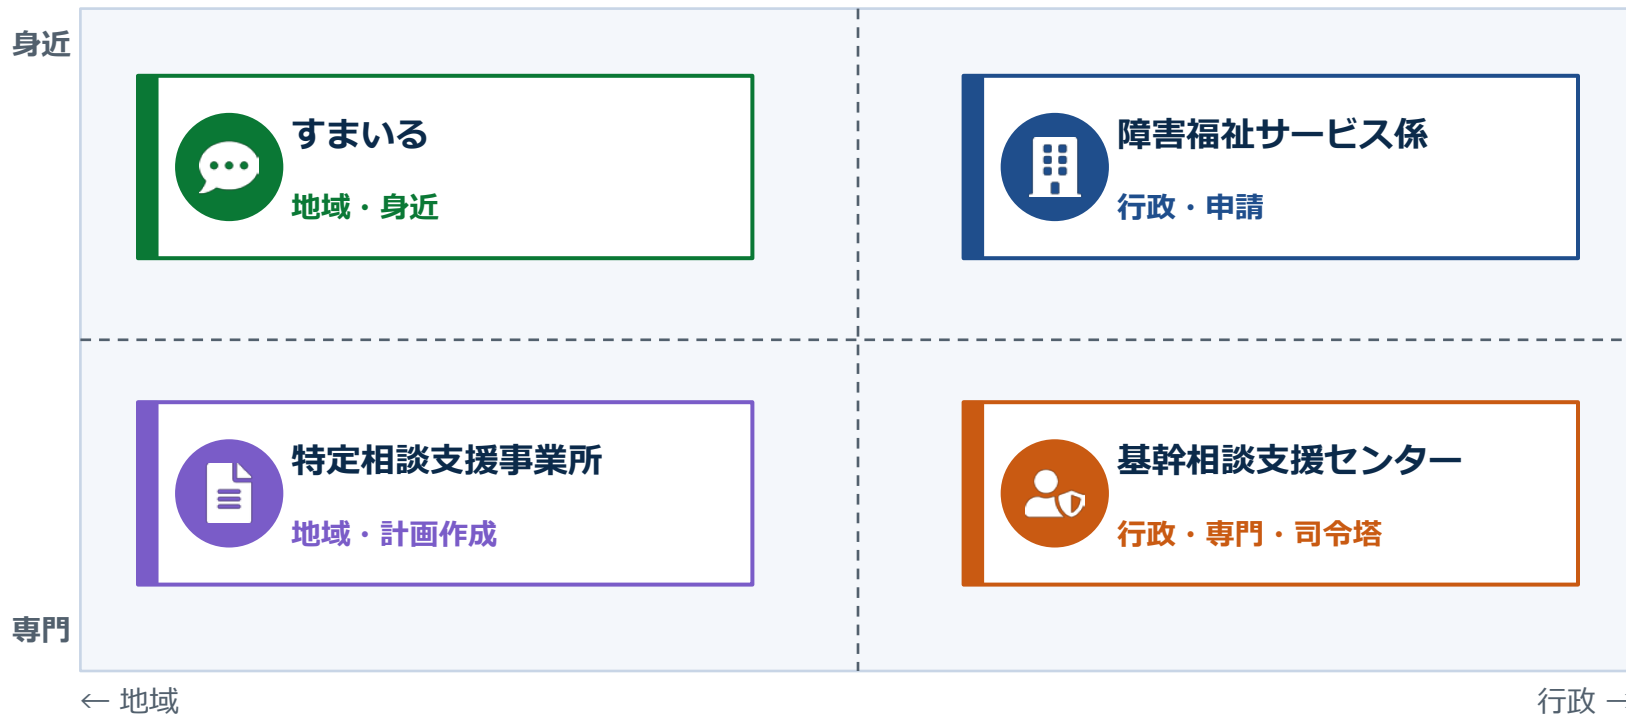 身近
すまいる
地域・身近
障害福祉サービス係
行政・申請
特定相談支援事業所
地域・計画作成
基幹相談支援センター
行政・専門・司令塔
専門
← 地域
行政 →